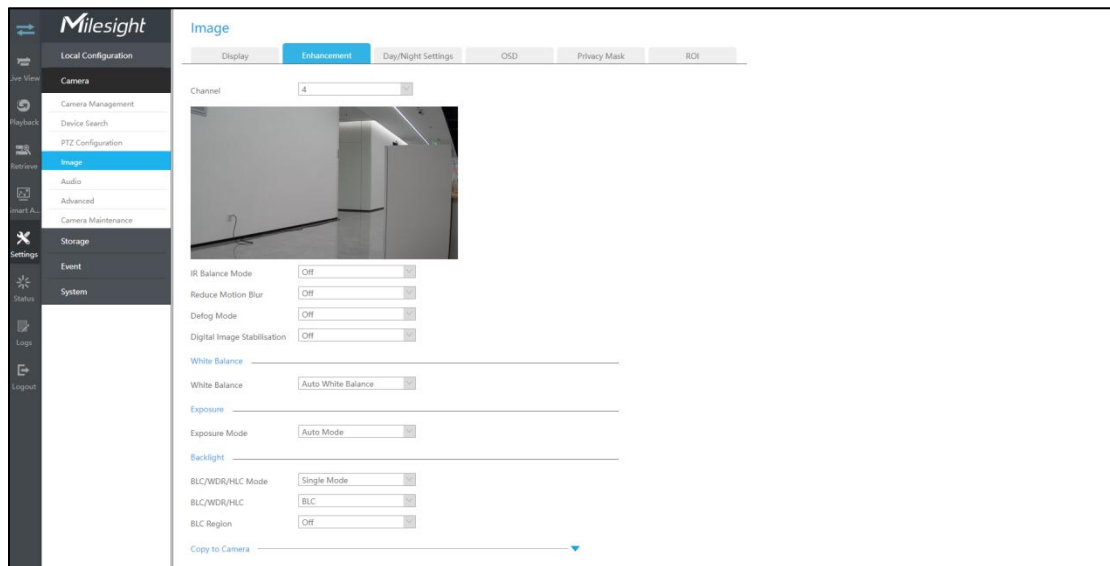 Milesight
Local Configuration
Live View
Camera
Camera Management
Playback
Device Search
PTZ Configuration
Retrieve
Image
Audio
Smart A...
Advanced
Camera Maintenance
Settings
Storage
Event
Status
System
Logs
Logout
Image
Display Enhancement Day/Night Settings OSD Privacy Mask ROI
Channel 4
IR Balance Mode Off
Reduce Motion Blur Off
Defog Mode Off
Digital Image Stabilisation Off
White Balance
White Balance Auto White Balance
Exposure
Exposure Mode Auto Mode
Backlight
BLC/WDR/HLC Mode Single Mode
BLC/WDR/HLC BLC
BLC Region Off
Copy to Camera